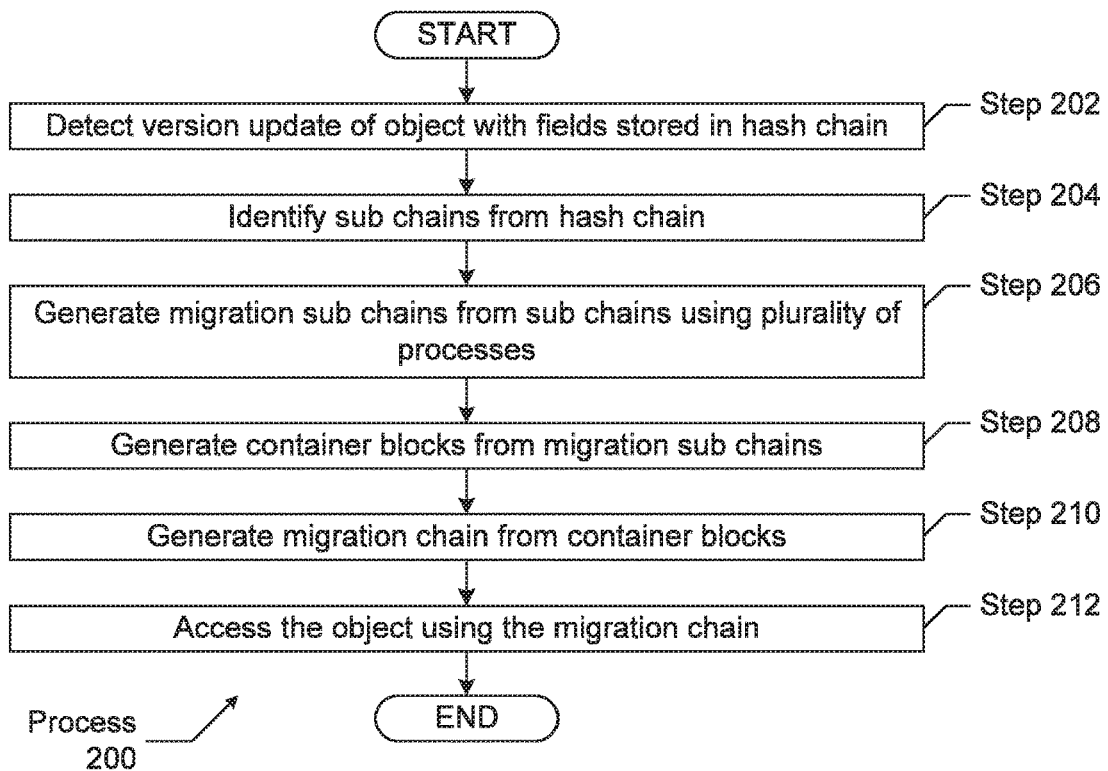 START
Step 202
Detect version update of object with fields stored in hash chain
Step 204
Identify sub chains from hash chain
Step 206
Generate migration sub chains from sub chains using plurality of
processes
Step 208
Generate container blocks from migration sub chains
Step 210
Generate migration chain from container blocks
Step 212
Access the object using the migration chain
END
Process
200